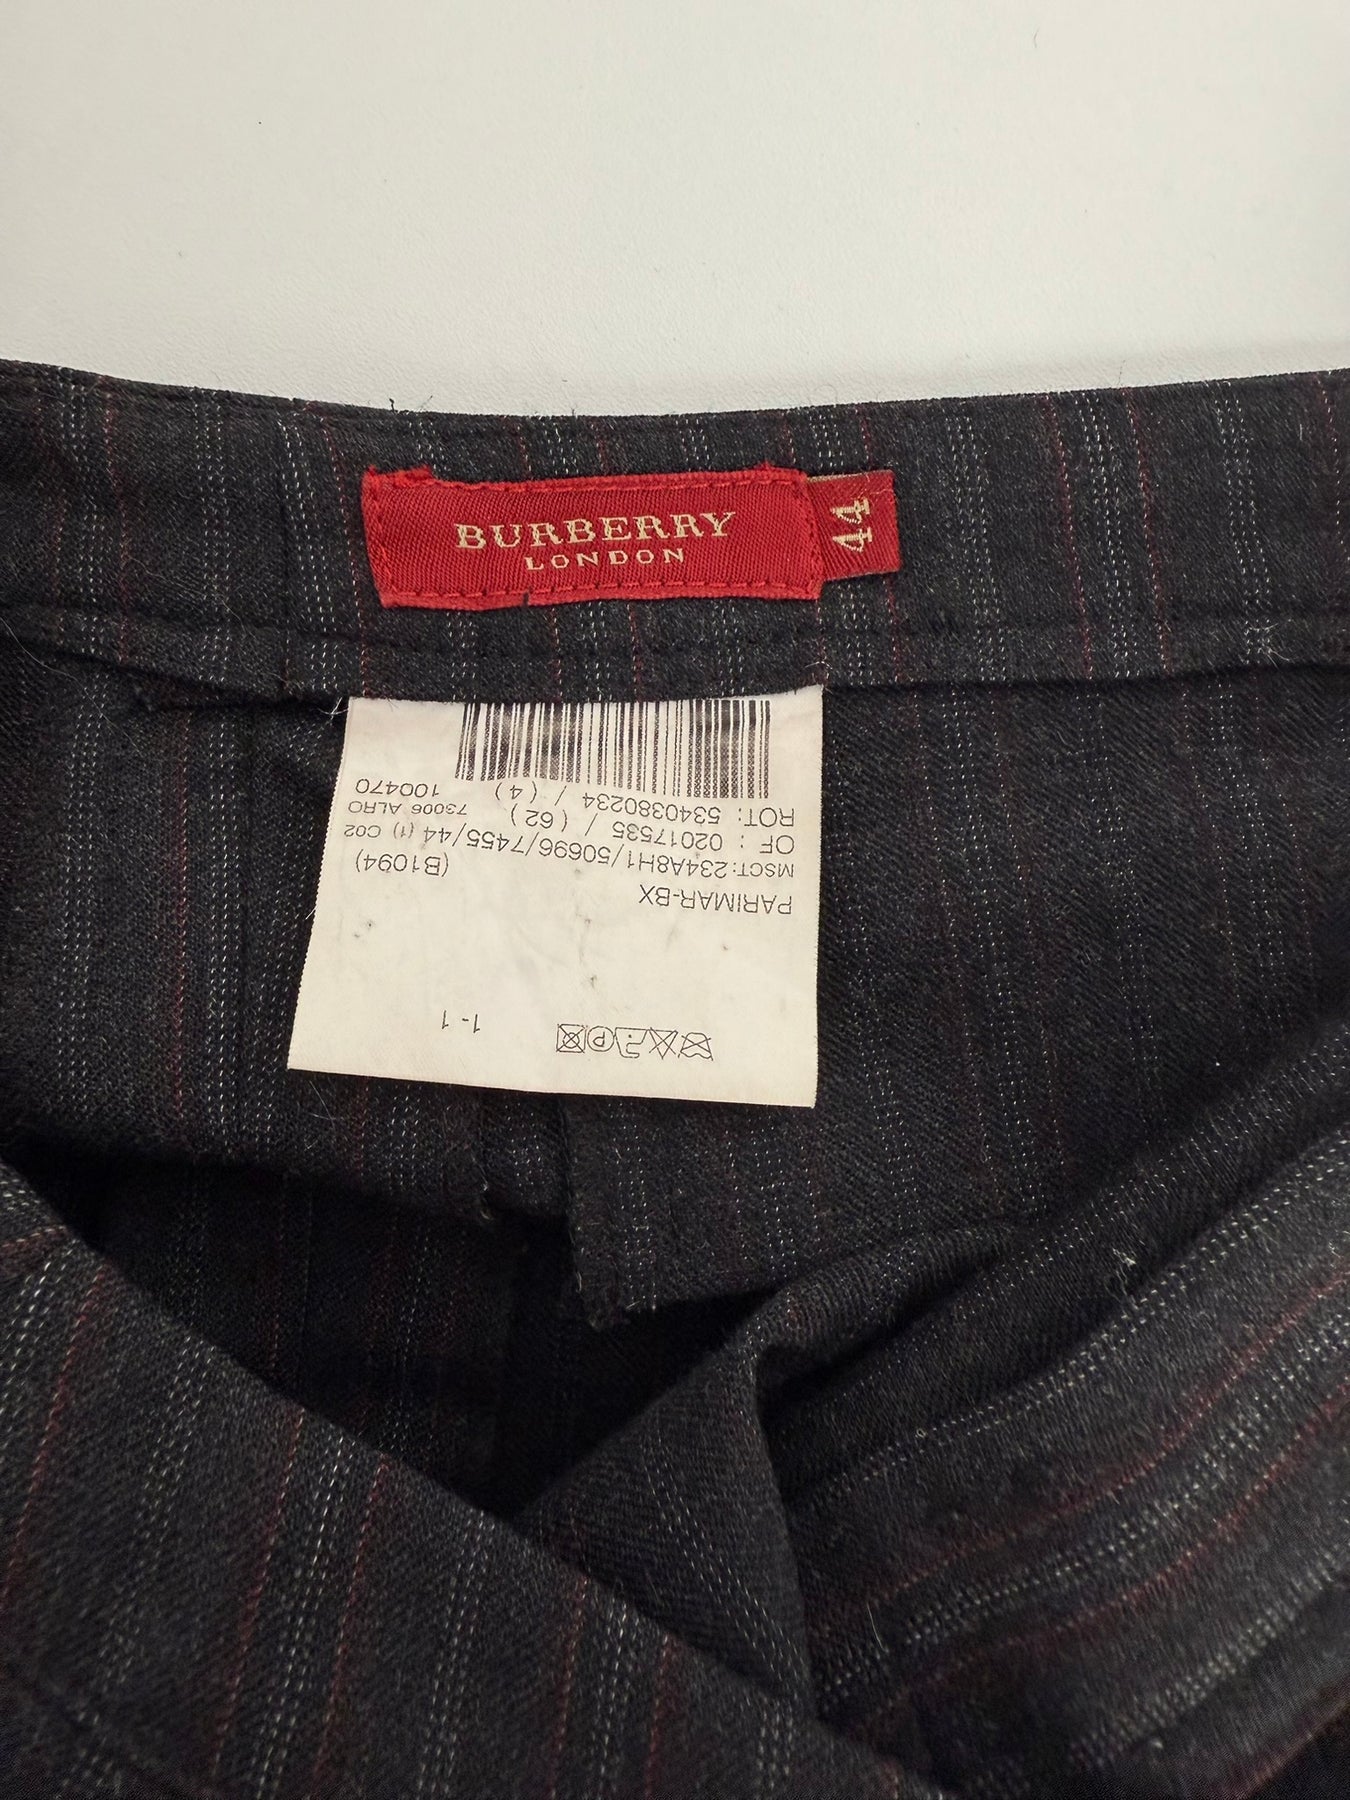 BURBERRY
LONDON
44
1-1
PARIMAR-BX
(B1094)
MSCT:234A8H1/50696/7455/44 (1) C02
OF: 02017535 / (62) 73006 ALRO
ROT: 5340380234 / (4) 100470